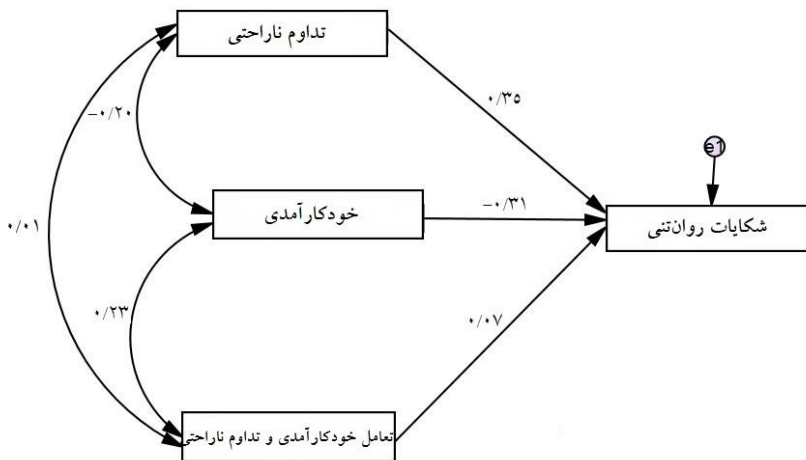 تداوم ناراحتی
۰/۳۵
-۰/۲۰
e1
خودکارآمدی
-۰/۳۱
شکایات روان‌تنی
۰/۰۱
۰/۲۳
۰/۰۷
تعامل خودکارآمدی و تداوم ناراحتی